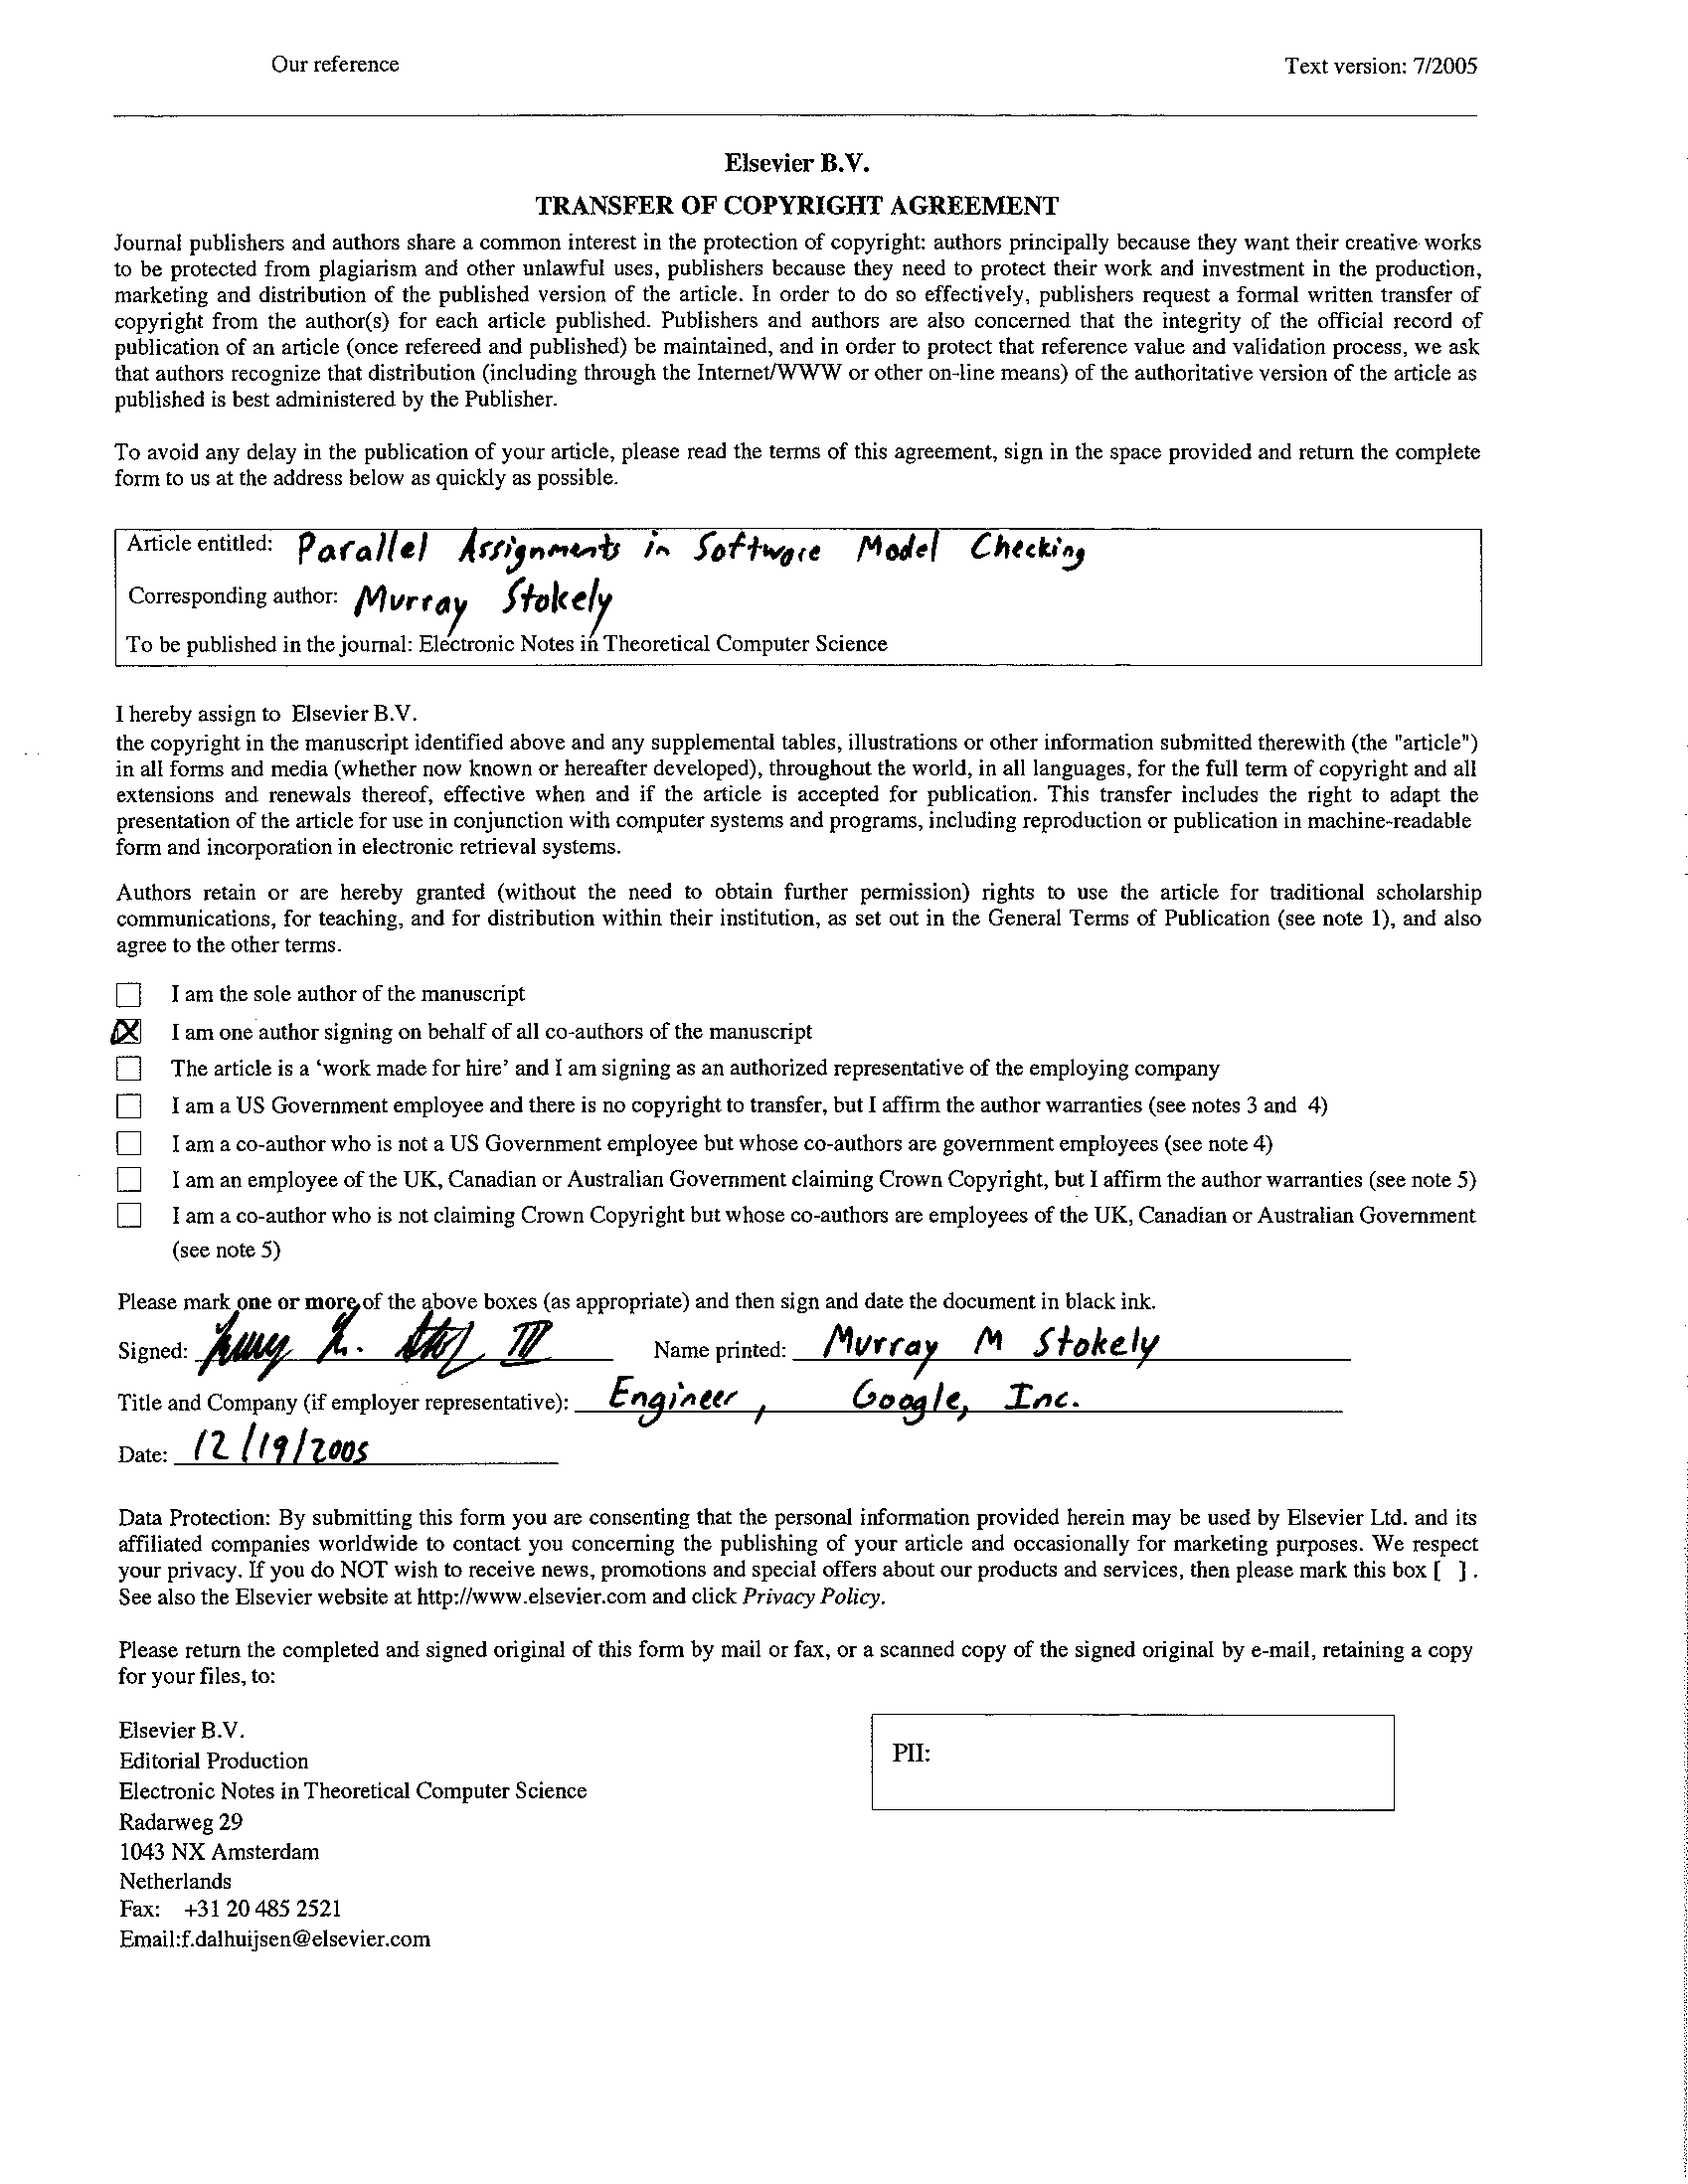 Our reference
Text version: 7/2005
Elsevier B.V.
TRANSFER OF COPYRIGHT AGREEMENT
Journal publishers and authors share a common interest in the protection of copyright: authors principally because they want their creative works
to be protected from plagiarism and other unlawful uses, publishers because they need to protect their work and investment in the production,
marketing and distribution of the published version of the article. In order to do so effectively, publishers request a formal written transfer of
copyright from the author(s) for each article published. Publishers and authors are also concerned that the integrity of the official record of
publication of an article (once refereed and published) be maintained, and in order to protect that reference value and validation process, we ask
that authors recognize that distribution (including through the Internet/WWW or other on-line means) of the authoritative version of the article as
published is best administered by the Publisher.
To avoid any delay in the publication of your article, please read the terms of this agreement, sign in the space provided and return the complete
form to us at the address below as quickly as possible.
Article entitled: Parallel Assignments in Software Model Checking
Corresponding author: Murray Stokely
To be published in the journal: Electronic Notes in Theoretical Computer Science
I hereby assign to Elsevier B.V.
the copyright in the manuscript identified above and any supplemental tables, illustrations or other information submitted therewith (the "article")
in all forms and media (whether now known or hereafter developed), throughout the world, in all languages, for the full term of copyright and all
extensions and renewals thereof, effective when and if the article is accepted for publication. This transfer includes the right to adapt the
presentation of the article for use in conjunction with computer systems and programs, including reproduction or publication in machine-readable
form and incorporation in electronic retrieval systems.
Authors retain or are hereby granted (without the need to obtain further permission) rights to use the article for traditional scholarship
communications, for teaching, and for distribution within their institution, as set out in the General Terms of Publication (see note 1), and also
agree to the other terms.
I am the sole author of the manuscript
I am one author signing on behalf of all co-authors of the manuscript
The article is a ‘work made for hire’ and I am signing as an authorized representative of the employing company
I am a US Government employee and there is no copyright to transfer, but I affirm the author warranties (see notes 3 and 4)
I am a co-author who is not a US Government employee but whose co-authors are government employees (see note 4)
I am an employee of the UK, Canadian or Australian Government claiming Crown Copyright, but I affirm the author warranties (see note 5)
I am a co-author who is not claiming Crown Copyright but whose co-authors are employees of the UK, Canadian or Australian Government
(see note 5)
Please mark one or more of the above boxes (as appropriate) and then sign and date the document in black ink.
Signed: III Name printed: Murray M Stokely
Title and Company (if employer representative): Engineer, Google, Inc.
Date: 12/19/2005
Data Protection: By submitting this form you are consenting that the personal information provided herein may be used by Elsevier Ltd. and its
affiliated companies worldwide to contact you concerning the publishing of your article and occasionally for marketing purposes. We respect
your privacy. If you do NOT wish to receive news, promotions and special offers about our products and services, then please mark this box [ ] .
See also the Elsevier website at http://www.elsevier.com and click Privacy Policy.
Please return the completed and signed original of this form by mail or fax, or a scanned copy of the signed original by e-mail, retaining a copy
for your files, to:
Elsevier B.V.
Editorial Production
Electronic Notes in Theoretical Computer Science
Radarweg 29
1043 NX Amsterdam
Netherlands
Fax: +31 20 485 2521
Email:f.dalhuijsen@elsevier.com
PII: